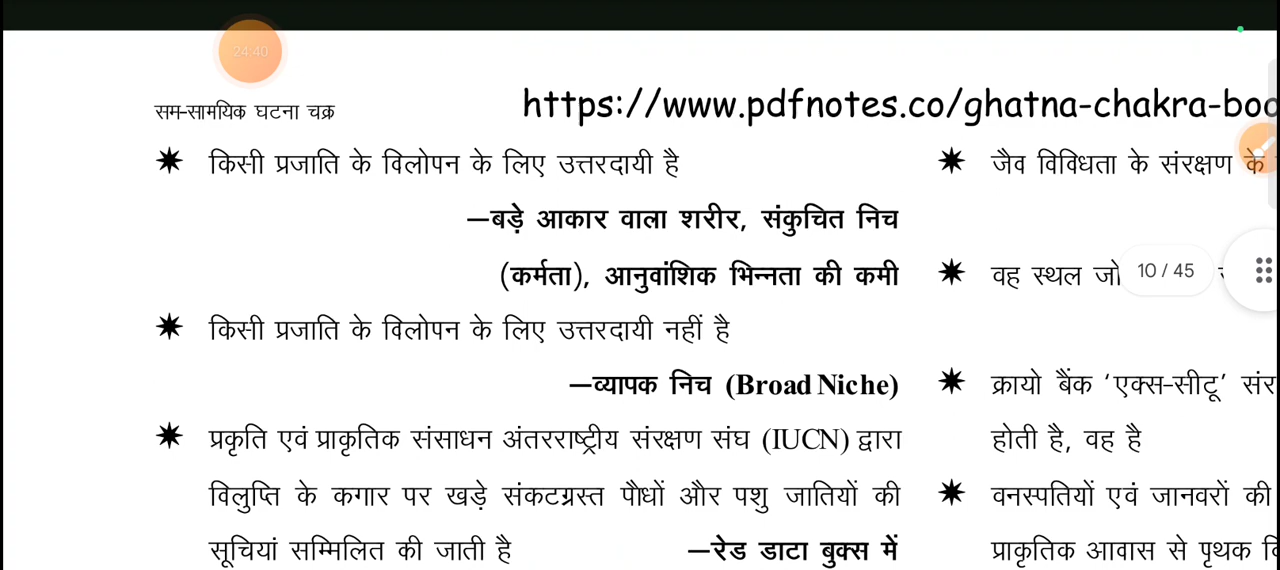 24:40
सम-सामयिक घटना चक्र
https://www.pdfnotes.co/ghatna-chakra-boo
✷ किसी प्रजाति के विलोपन के लिए उत्तरदायी है
—बड़े आकार वाला शरीर, संकुचित निच
(कर्मता), आनुवांशिक भिन्नता की कमी
✷ किसी प्रजाति के विलोपन के लिए उत्तरदायी नहीं है
—व्यापक निच (Broad Niche)
✷ प्रकृति एवं प्राकृतिक संसाधन अंतरराष्ट्रीय संरक्षण संघ (IUCN) द्वारा
विलुप्ति के कगार पर खड़े संकटग्रस्त पौधों और पशु जातियों की
सूचियां सम्मिलित की जाती है —रेड डाटा बुक्स में
✷ जैव विविधता के संरक्षण के
✷ वह स्थल जो
10 / 45
✷ क्रायो बैंक ‘एक्स-सीटू’ संर
होती है, वह है
✷ वनस्पतियों एवं जानवरों की
प्राकृतिक आवास से पृथक